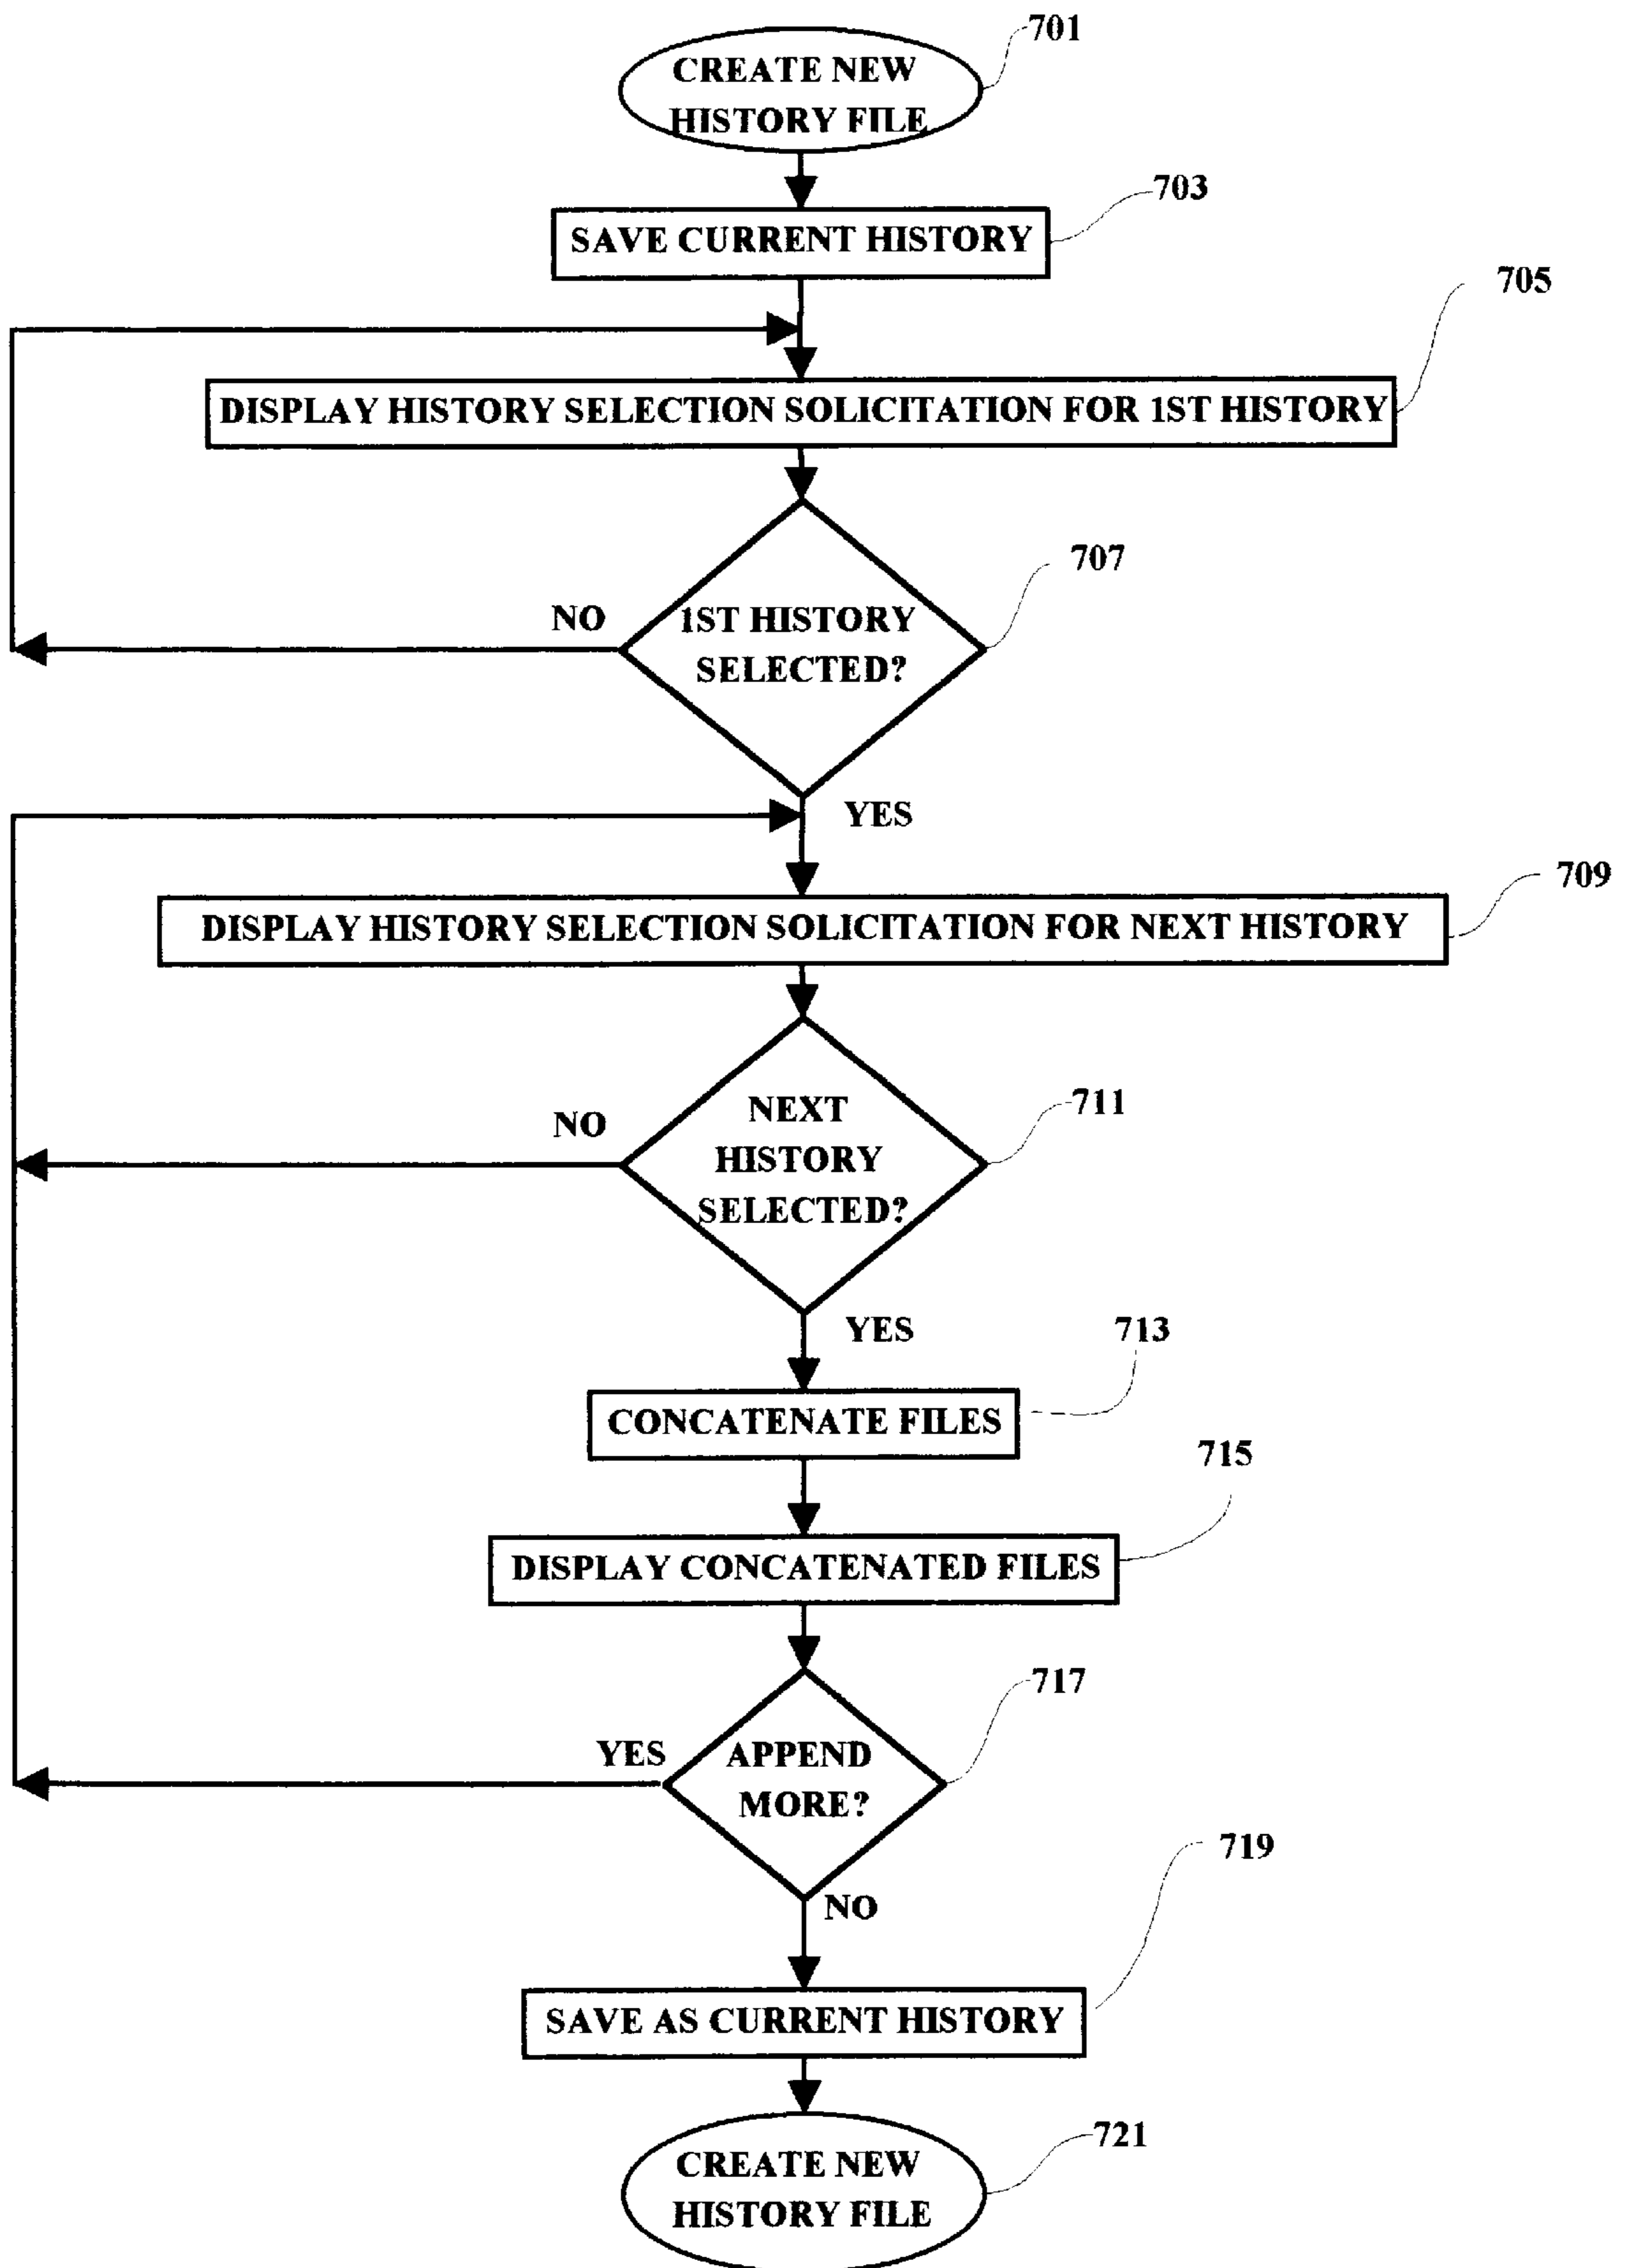 701
CREATE NEW
HISTORY FILE
703
SAVE CURRENT HISTORY
705
DISPLAY HISTORY SELECTION SOLICITATION FOR 1ST HISTORY
707
NO
1ST HISTORY
SELECTED?
YES
709
DISPLAY HISTORY SELECTION SOLICITATION FOR NEXT HISTORY
711
NO
NEXT
HISTORY
SELECTED?
YES
713
CONCATENATE FILES
715
DISPLAY CONCATENATED FILES
717
YES
APPEND
MORE?
719
NO
SAVE AS CURRENT HISTORY
721
CREATE NEW
HISTORY FILE